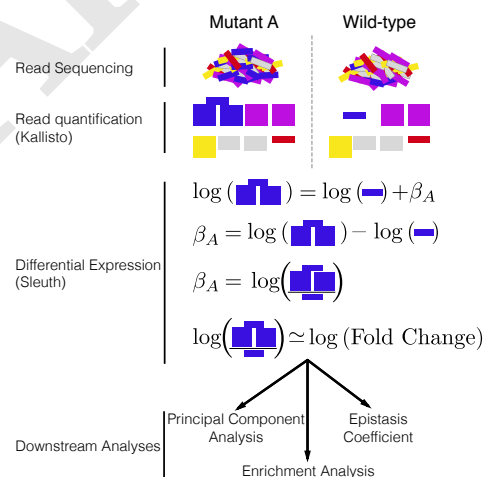 Mutant A
Wild-type
Read Sequencing
Read quantification
(Kallisto)
log ( ) = log ( ) + β_A
β_A = log ( ) − log ( )
Differential Expression
(Sleuth)
β_A = log ( )
log ( ) ≃ log (Fold Change)
Principal Component
Analysis
Epistasis
Coefficient
Downstream Analyses
Enrichment Analysis